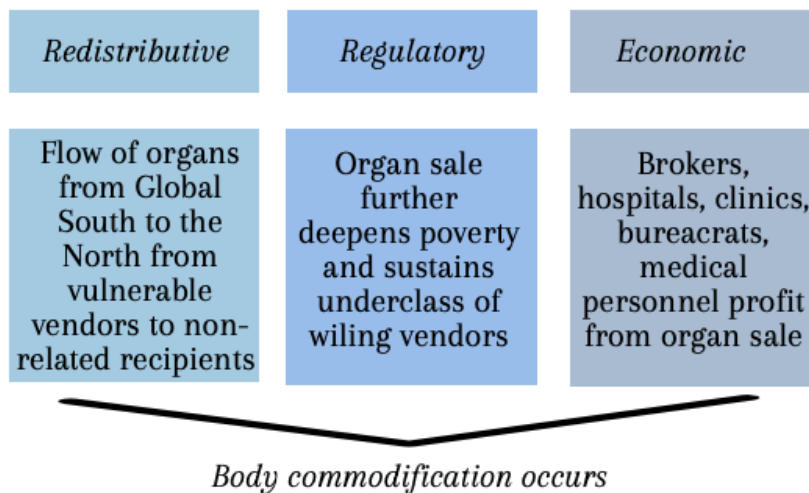 Redistributive
Regulatory
Economic
Flow of organs
from Global
South to the
North from
vulnerable
vendors to non-
related recipients
Organ sale
further
deepens poverty
and sustains
underclass of
wiling vendors
Brokers,
hospitals, clinics,
bureacrats,
medical
personnel profit
from organ sale
Body commodification occurs